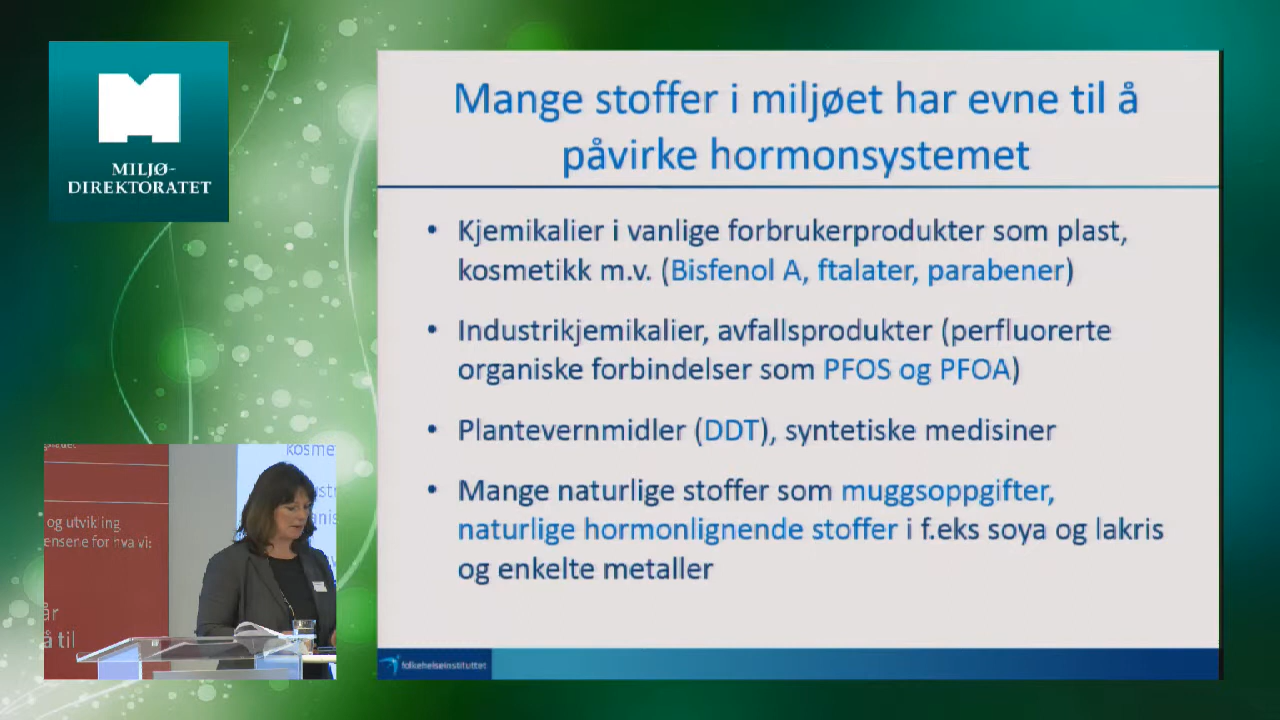 MILJØ-
DIREKTORATET
Mange stoffer i miljøet har evne til å
påvirke hormonsystemet
• Kjemikalier i vanlige forbrukerprodukter som plast,
kosmetikk m.v. (Bisfenol A, ftalater, parabener)
• Industrikjemikalier, avfallsprodukter (perfluorerte
organiske forbindelser som PFOS og PFOA)
• Plantevernmidler (DDT), syntetiske medisiner
• Mange naturlige stoffer som muggsoppgifter,
naturlige hormonlignende stoffer i f.eks soya og lakris
og enkelte metaller
folkehelseinstituttet
kosme
og utvikling
ensene for hva vi:
år
å til